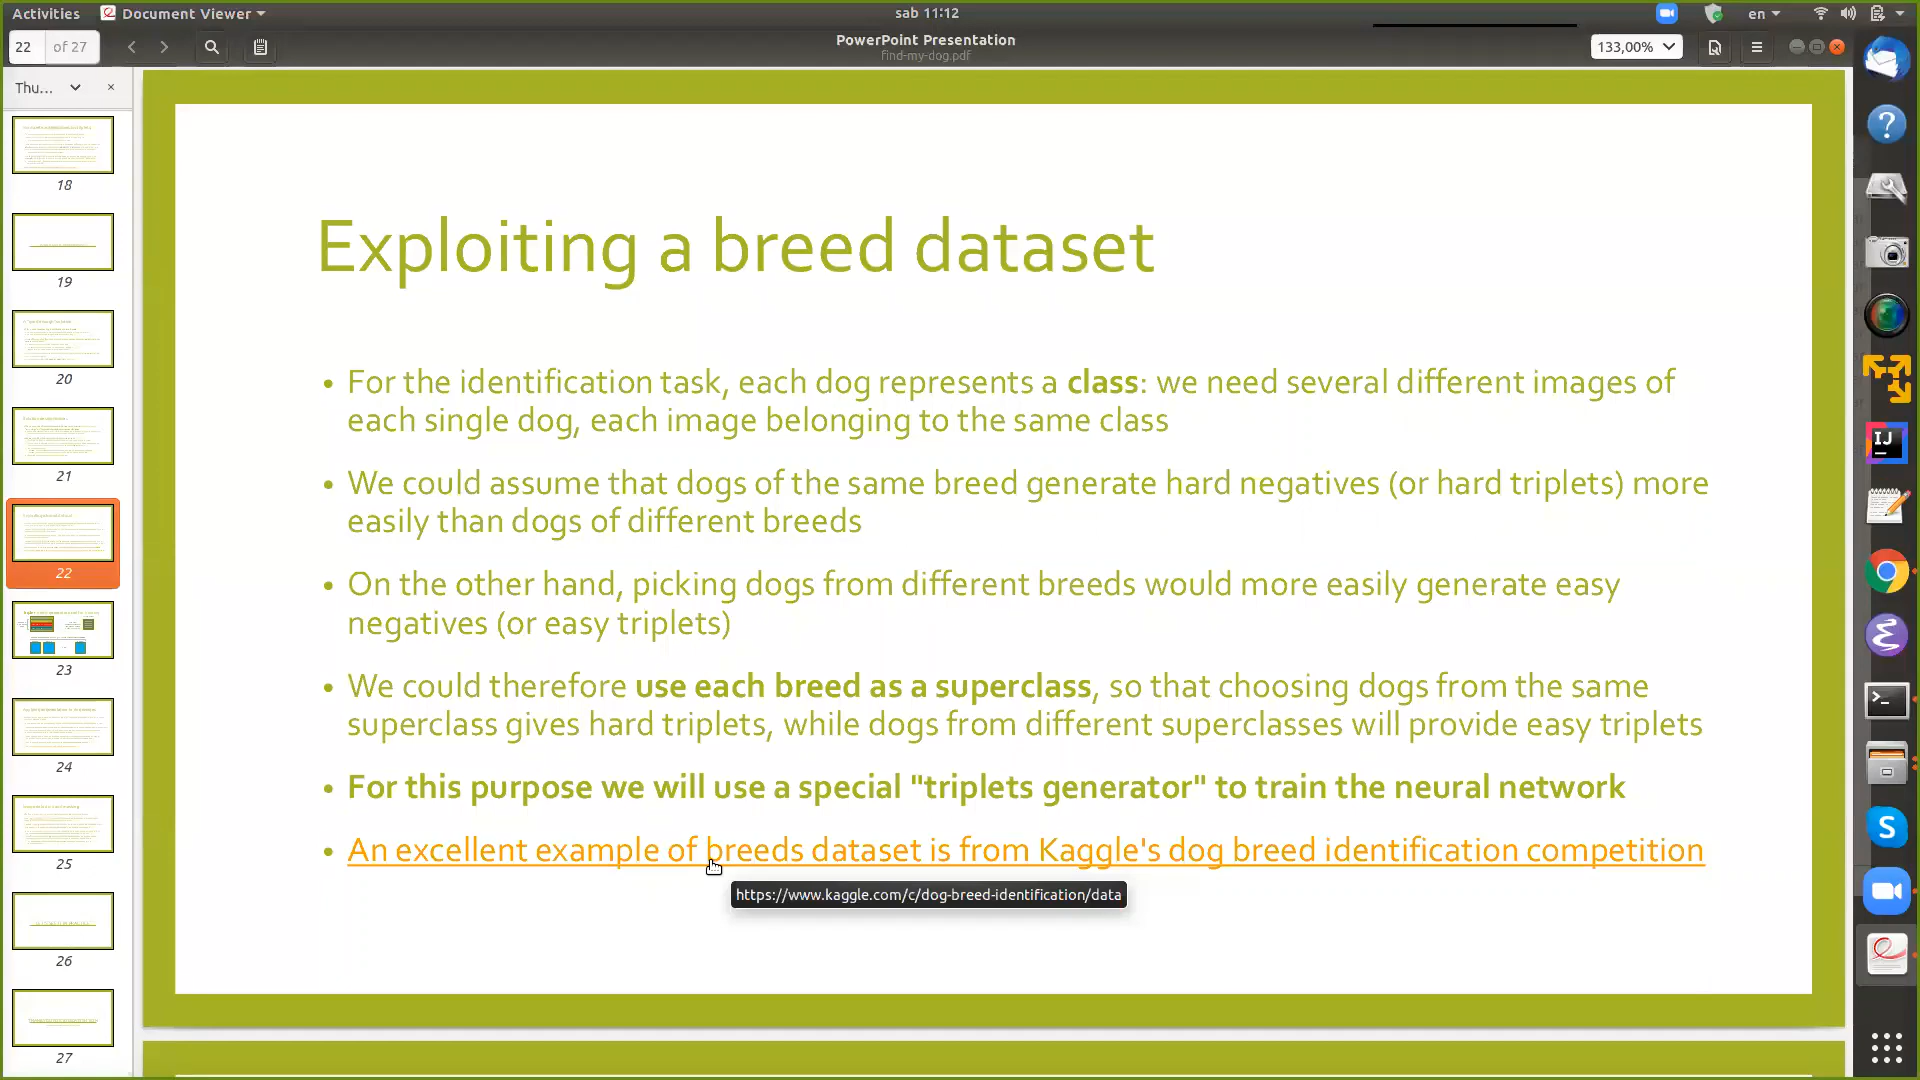 Activities
Document Viewer
sab 11:12
en
22
of 27
PowerPoint Presentation
find-my-dog.pdf
133,00%
Thu...
18
19
20
21
22
23
24
25
26
27
Exploiting a breed dataset
• For the identification task, each dog represents a class: we need several different images of
each single dog, each image belonging to the same class
• We could assume that dogs of the same breed generate hard negatives (or hard triplets) more
easily than dogs of different breeds
• On the other hand, picking dogs from different breeds would more easily generate easy
negatives (or easy triplets)
• We could therefore use each breed as a superclass, so that choosing dogs from the same
superclass gives hard triplets, while dogs from different superclasses will provide easy triplets
• For this purpose we will use a special "triplets generator" to train the neural network
• An excellent example of breeds dataset is from Kaggle's dog breed identification competition
https://www.kaggle.com/c/dog-breed-identification/data
IJ